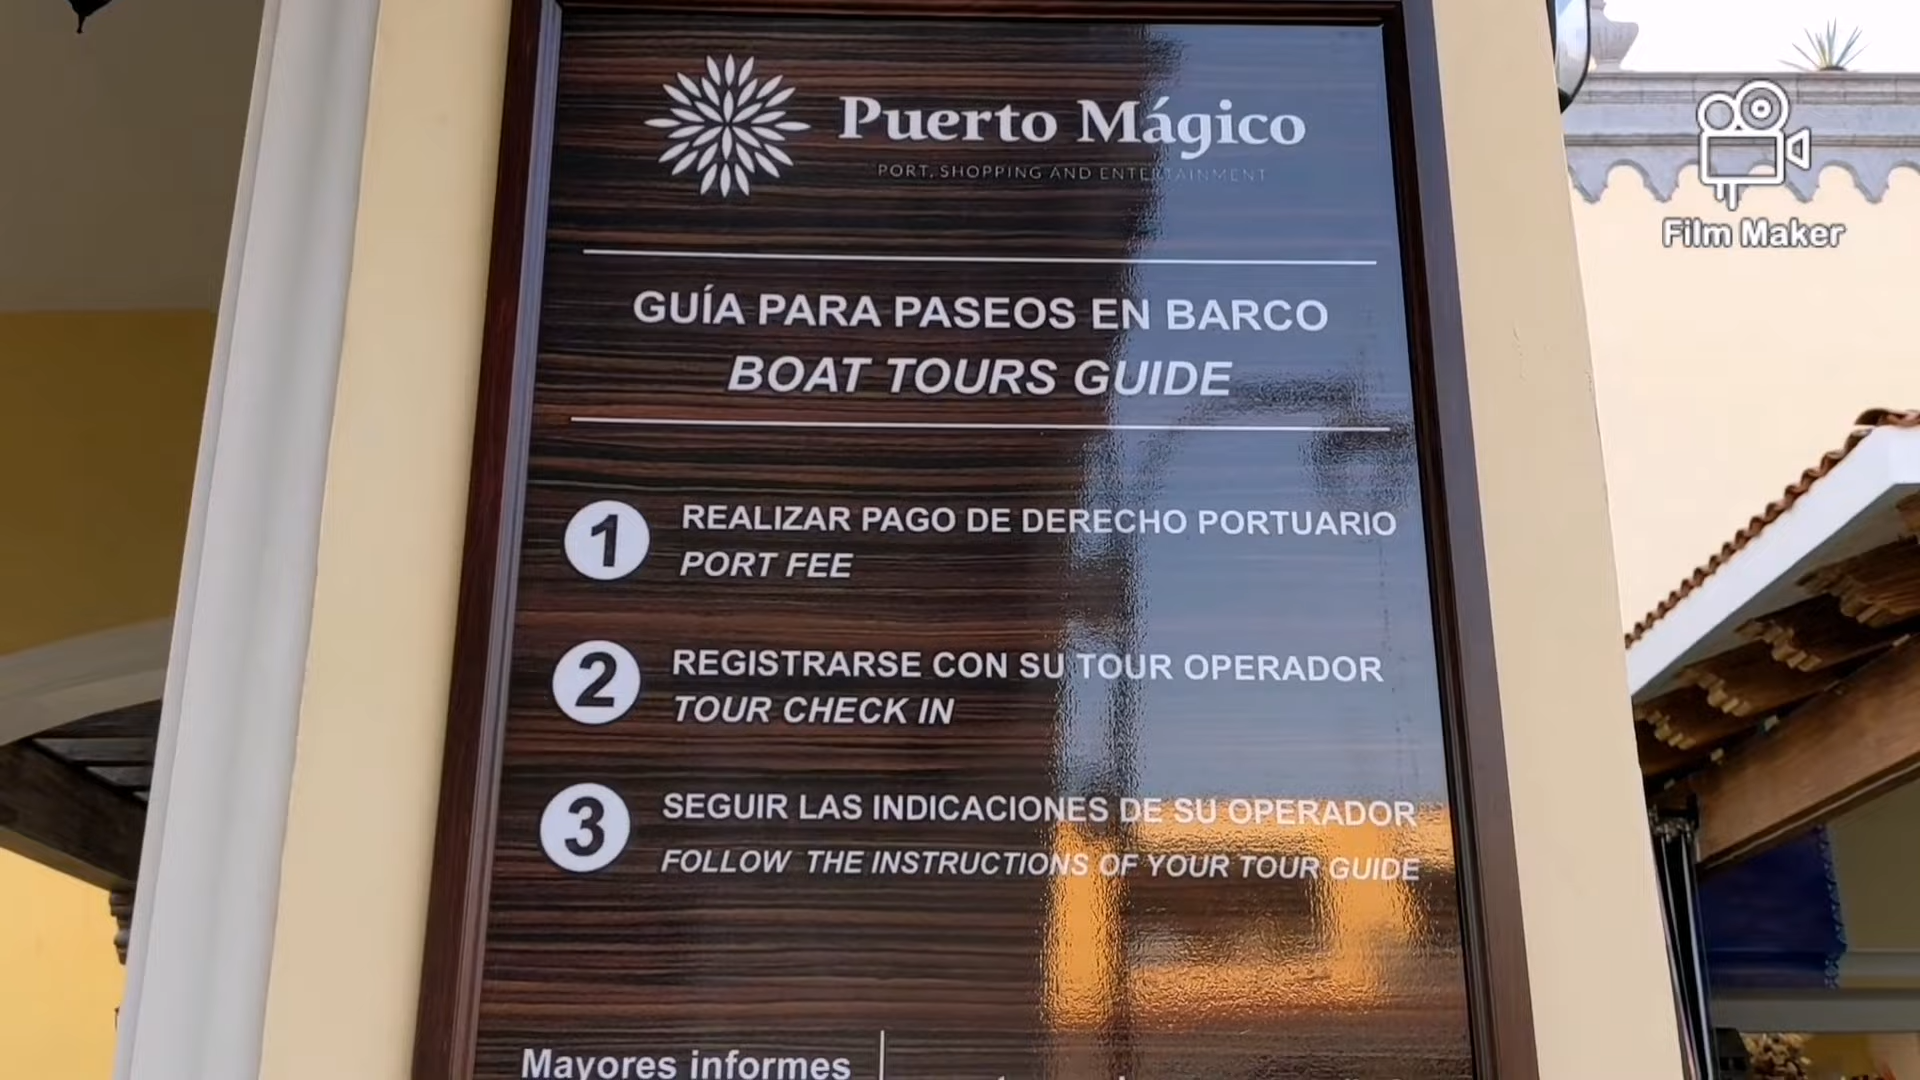 Puerto Mágico
PORT, SHOPPING AND ENTERTAINMENT
GUÍA PARA PASEOS EN BARCO
BOAT TOURS GUIDE
1 REALIZAR PAGO DE DERECHO PORTUARIO
PORT FEE
2 REGISTRARSE CON SU TOUR OPERADOR
TOUR CHECK IN
3 SEGUIR LAS INDICACIONES DE SU OPERADOR
FOLLOW THE INSTRUCTIONS OF YOUR TOUR GUIDE
Mayores informes
Film Maker